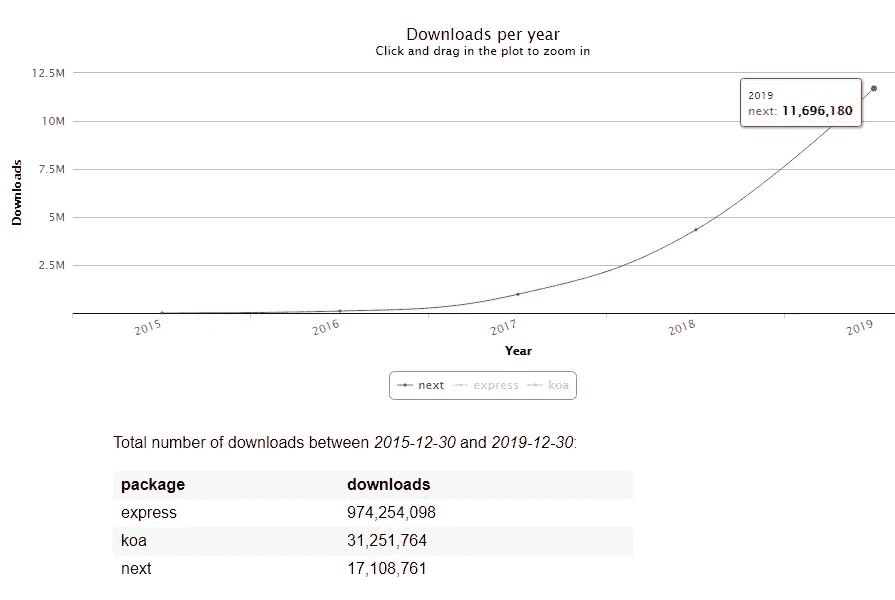 Downloads per year
Click and drag in the plot to zoom in
12.5M
10M
7.5M
5M
2.5M
Downloads
2019
next: 11,696,180
2015 2016 2017 2018 2019
Year
next express koa
Total number of downloads between 2015-12-30 and 2019-12-30:
package downloads
express 974,254,098
koa 31,251,764
next 17,108,761